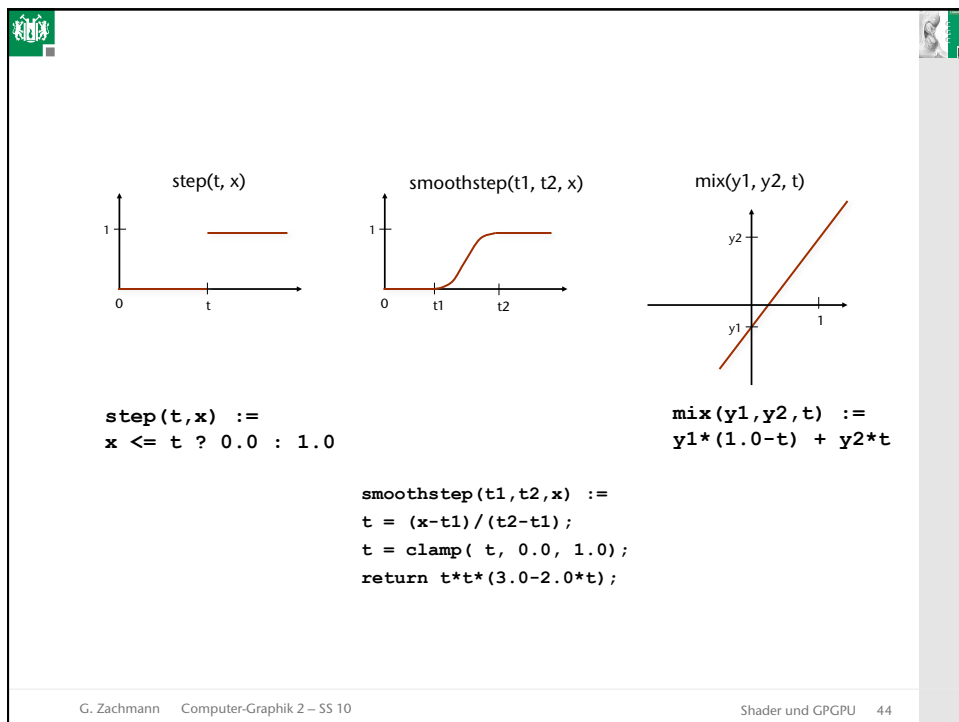 step(t, x)
1
0
t
smoothstep(t1, t2, x)
1
0
t1
t2
mix(y1, y2, t)
y2
y1
1
step(t,x) :=
x <= t ? 0.0 : 1.0
mix(y1,y2,t) :=
y1*(1.0-t) + y2*t
smoothstep(t1,t2,x) :=
t = (x-t1)/(t2-t1);
t = clamp( t, 0.0, 1.0);
return t*t*(3.0-2.0*t);
G. Zachmann Computer-Graphik 2 – SS 10
Shader und GPGPU 44